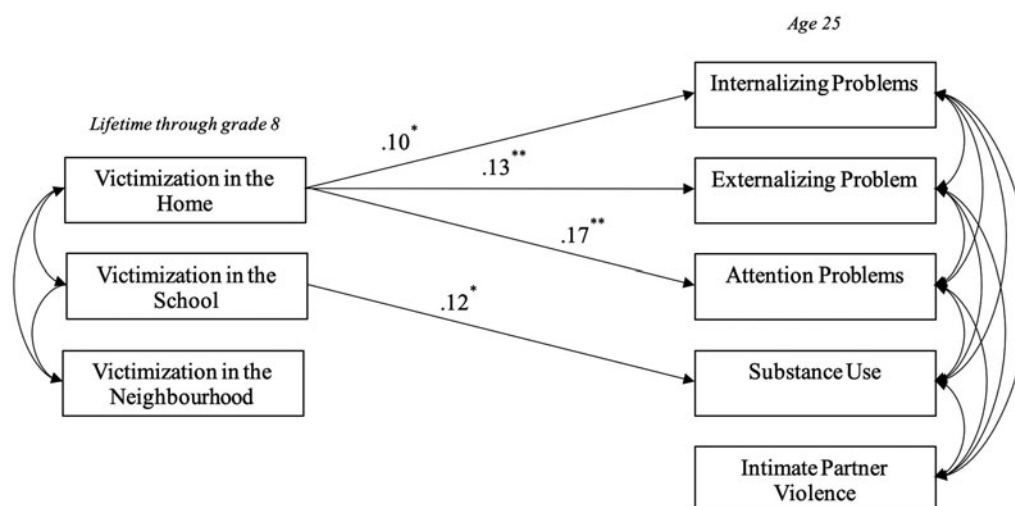 Age 25
Internalizing Problems
Lifetime through grade 8
.10*
.13**
Victimization in the
Home
Externalizing Problem
.17**
Victimization in the
School
Attention Problems
.12*
Victimization in the
Neighbourhood
Substance Use
Intimate Partner
Violence